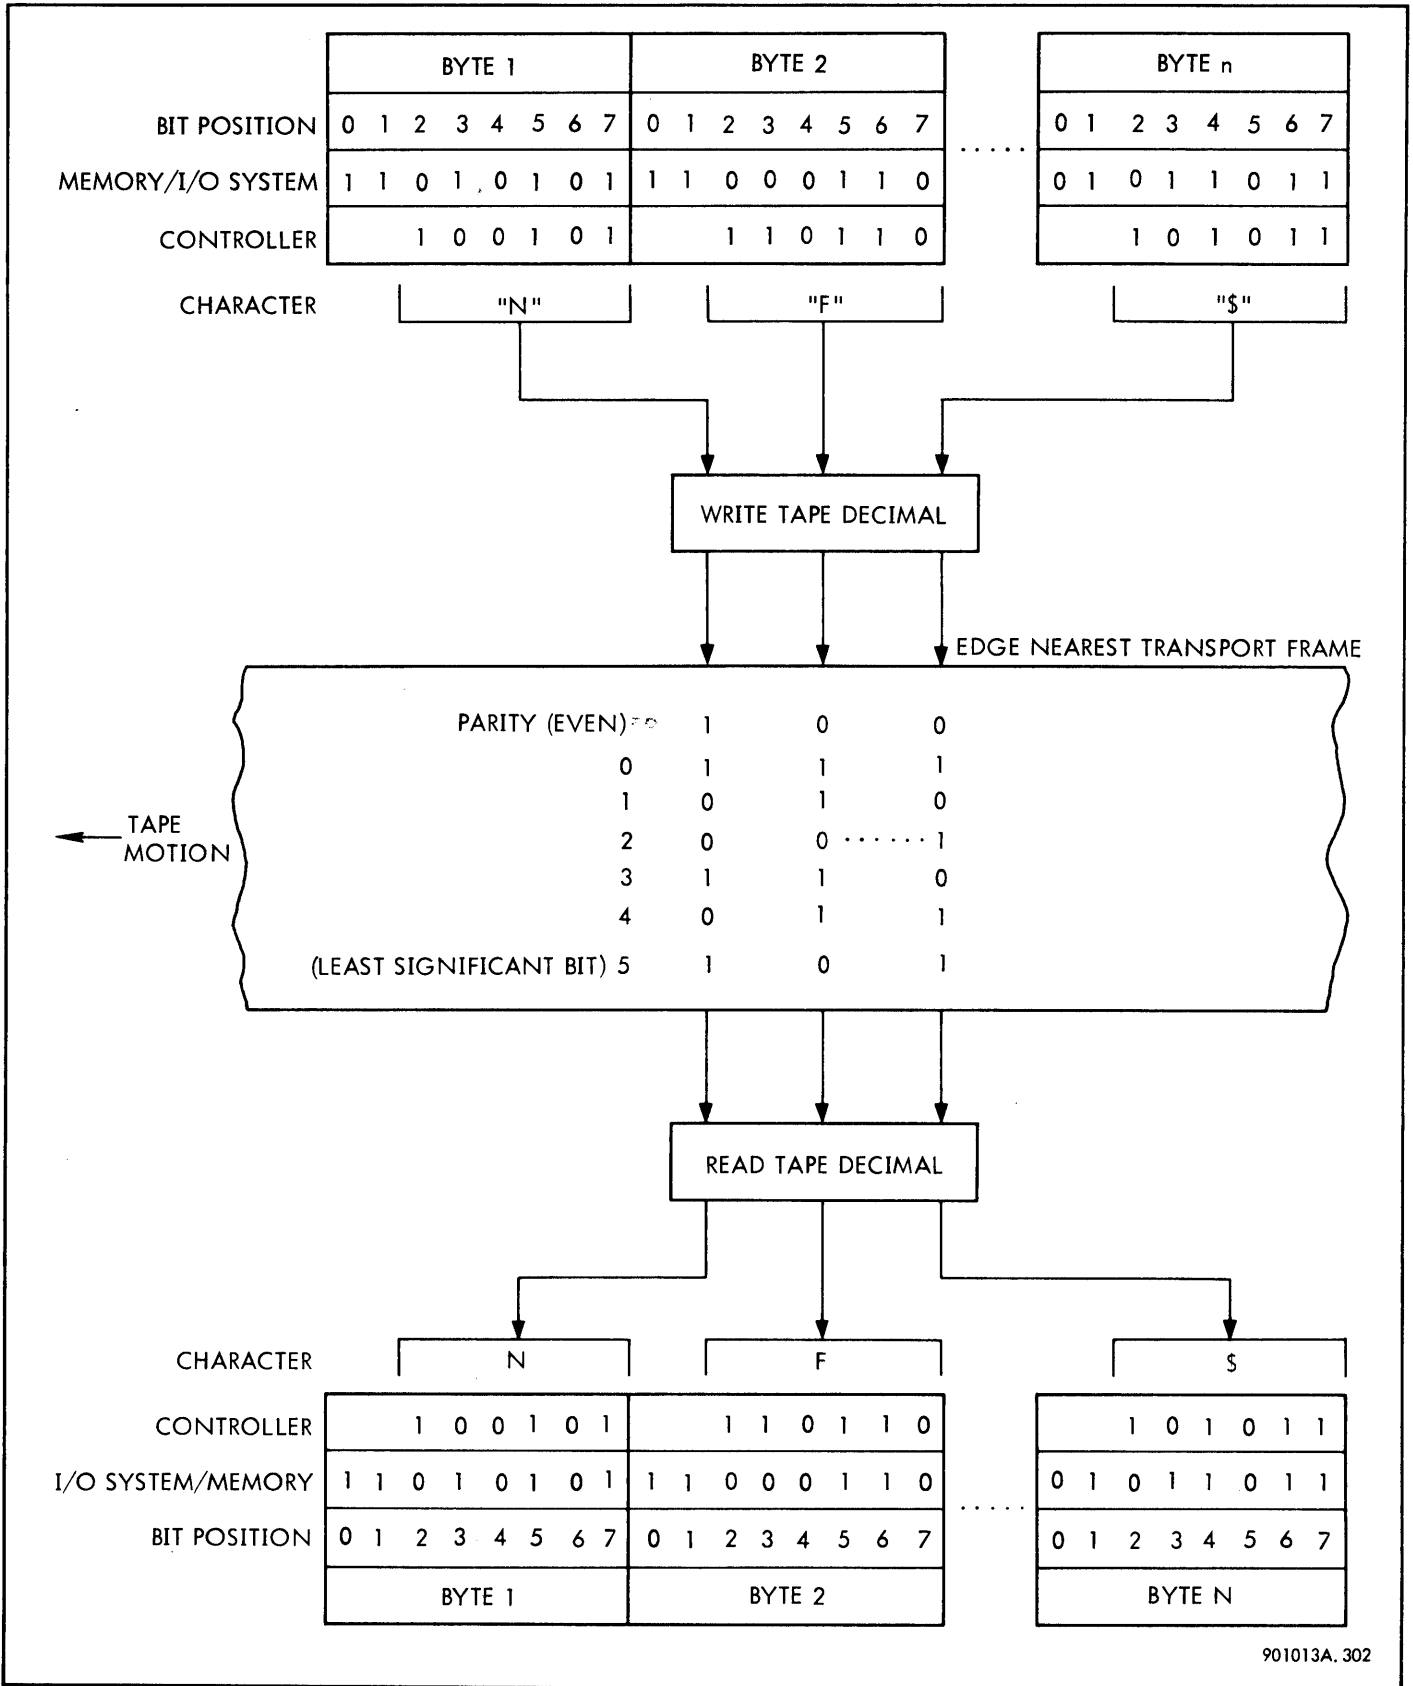 BYTE 1 BYTE 2 BYTE n
BIT POSITION 0 1 2 3 4 5 6 7 0 1 2 3 4 5 6 7 0 1 2 3 4 5 6 7
.....
MEMORY/I/O SYSTEM 1 1 0 1 0 1 0 1 1 1 0 0 0 1 1 0 0 1 0 1 1 0 1 1
CONTROLLER 1 0 0 1 0 1 1 1 0 1 1 0 1 0 1 0 1 1
CHARACTER "N" "F" "$"
WRITE TAPE DECIMAL
EDGE NEAREST TRANSPORT FRAME
PARITY (EVEN) 1 0 0
0 1 1 1
1 0 1 0
TAPE
MOTION
2 0 0 ...... 1
3 1 1 0
4 0 1 1
(LEAST SIGNIFICANT BIT) 5 1 0 1
READ TAPE DECIMAL
CHARACTER N F $
CONTROLLER 1 0 0 1 0 1 1 1 0 1 1 0 1 0 1 0 1 1
I/O SYSTEM/MEMORY 1 1 0 1 0 1 0 1 1 1 0 0 0 1 1 0 0 1 0 1 1 0 1 1
.....
BIT POSITION 0 1 2 3 4 5 6 7 0 1 2 3 4 5 6 7 0 1 2 3 4 5 6 7
BYTE 1 BYTE 2 BYTE N
901013A.302